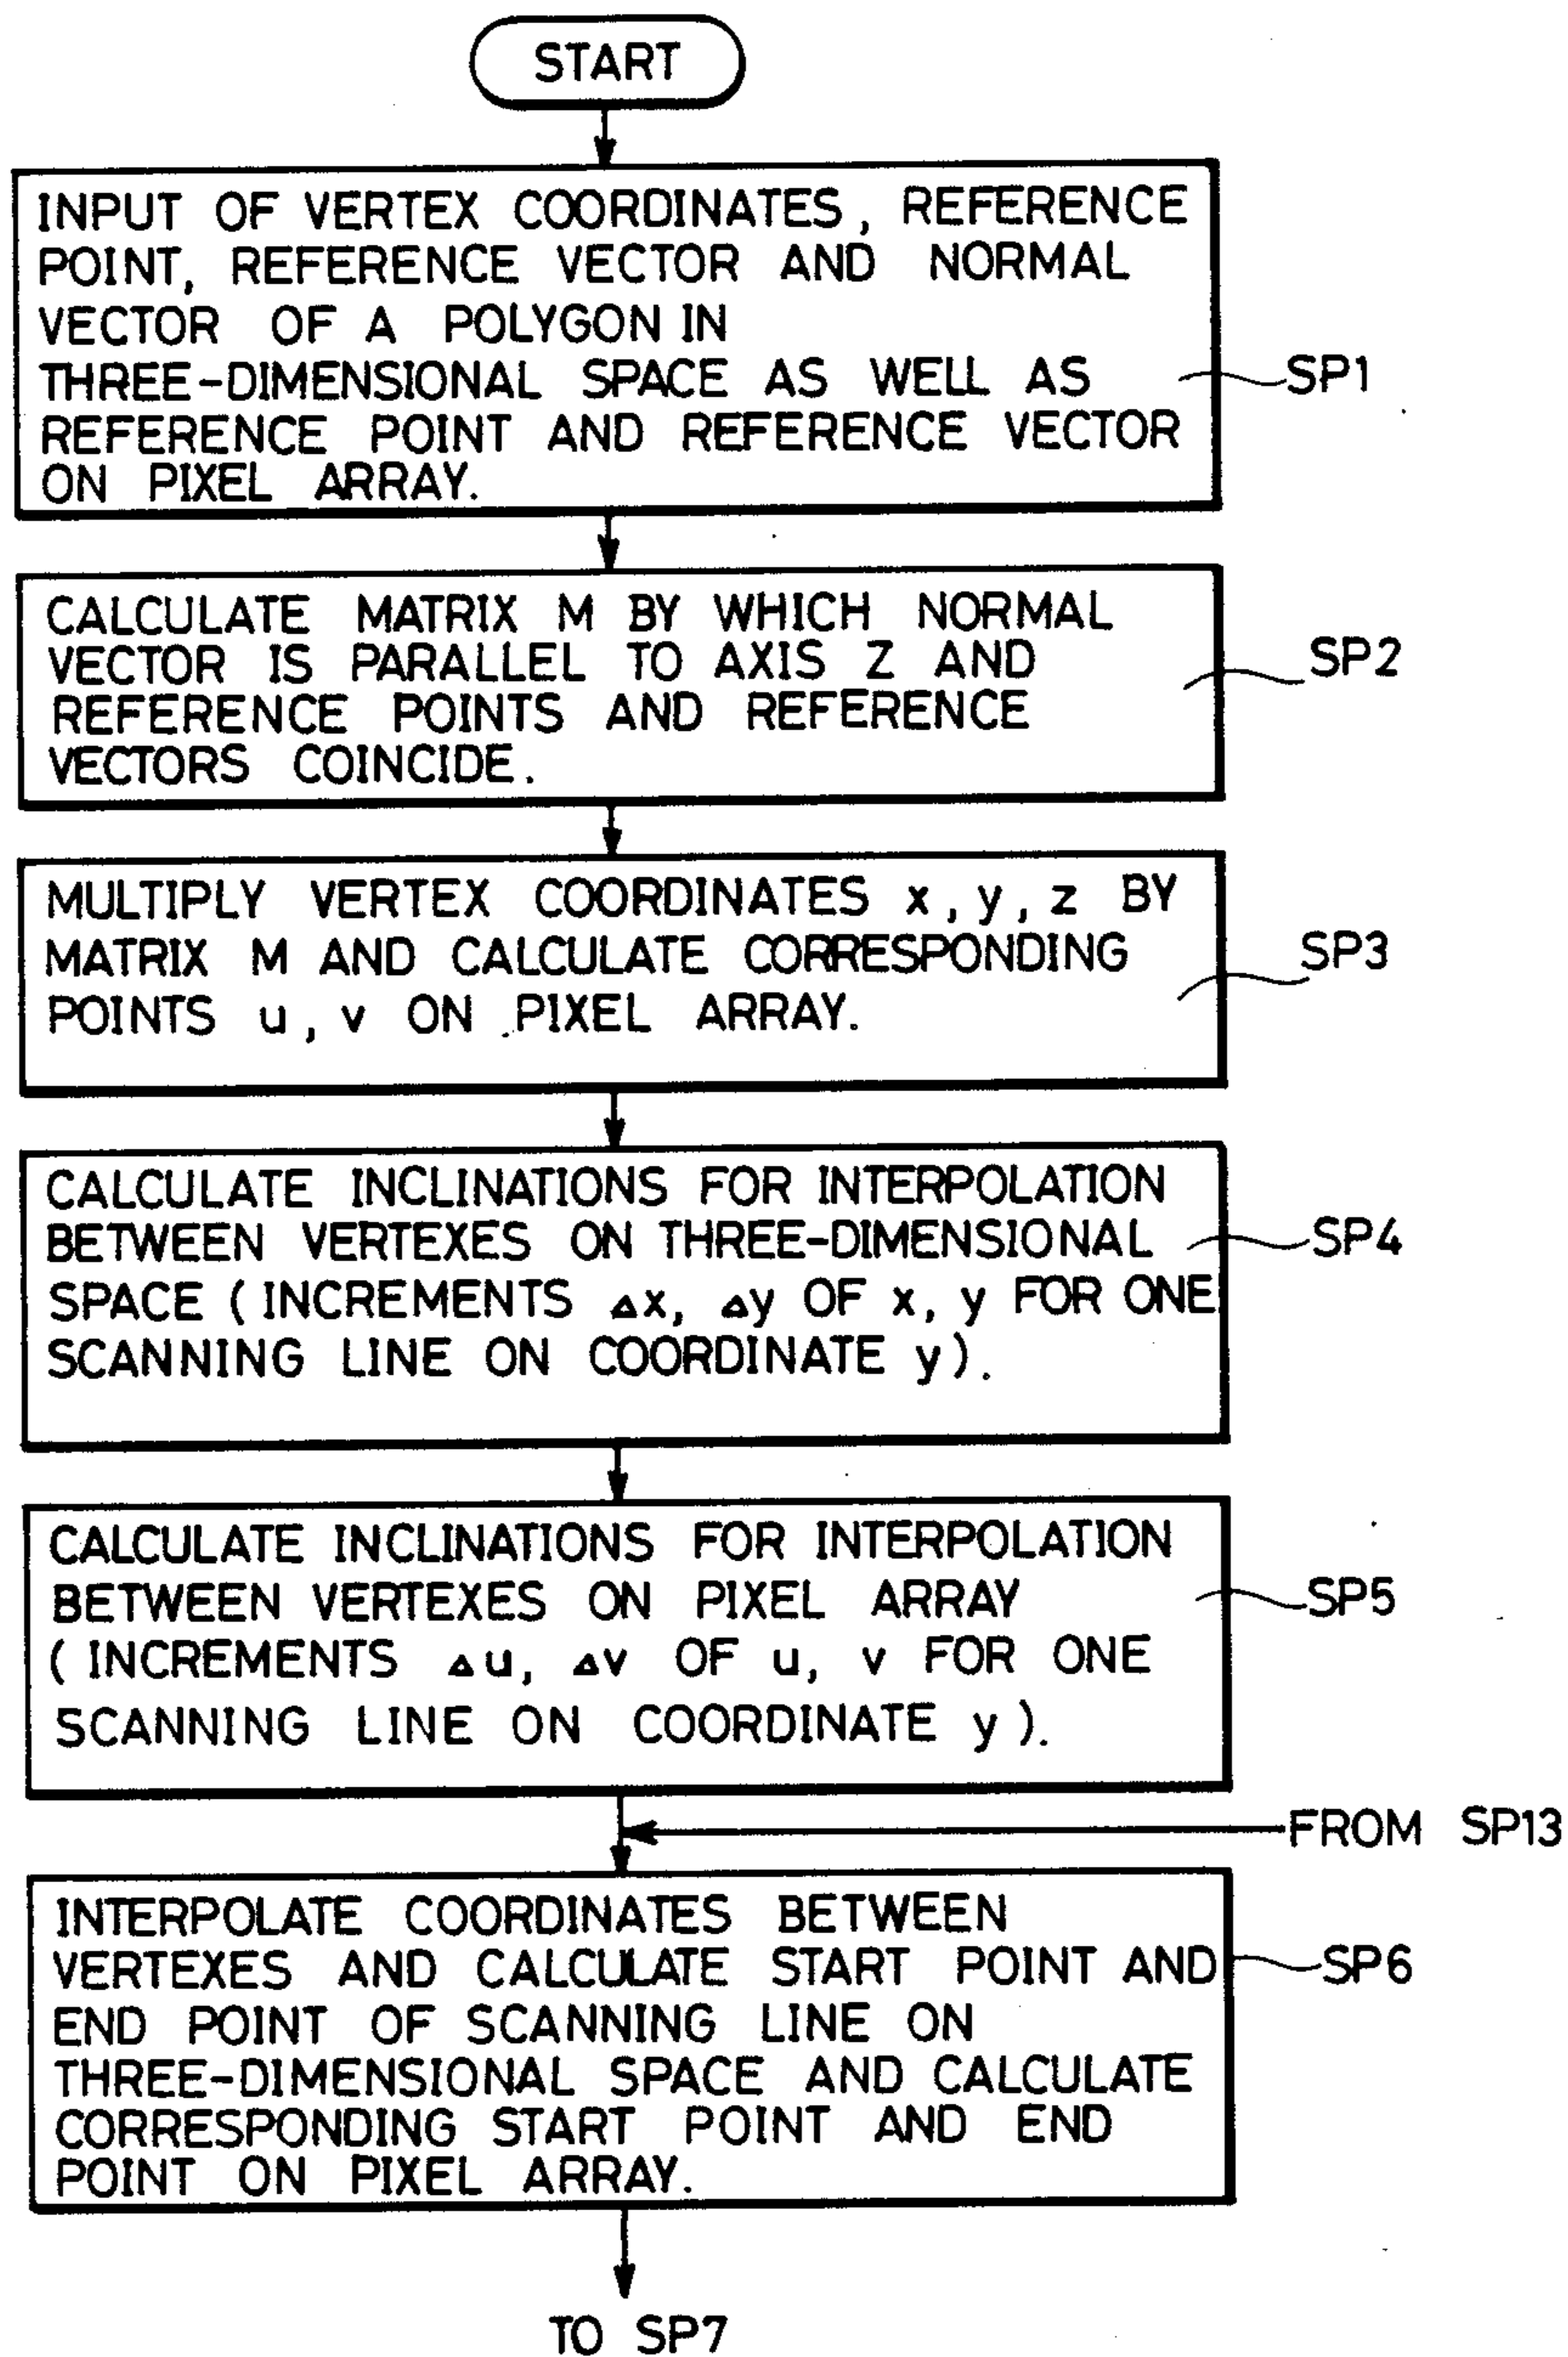 START
INPUT OF VERTEX COORDINATES, REFERENCE
POINT, REFERENCE VECTOR AND NORMAL
VECTOR OF A POLYGON IN
THREE-DIMENSIONAL SPACE AS WELL AS
SP1
REFERENCE POINT AND REFERENCE VECTOR
ON PIXEL ARRAY.
CALCULATE MATRIX M BY WHICH NORMAL
VECTOR IS PARALLEL TO AXIS Z AND
SP2
REFERENCE POINTS AND REFERENCE
VECTORS COINCIDE.
MULTIPLY VERTEX COORDINATES x, y, z BY
MATRIX M AND CALCULATE CORRESPONDING
SP3
POINTS u, v ON PIXEL ARRAY.
CALCULATE INCLINATIONS FOR INTERPOLATION
BETWEEN VERTEXES ON THREE-DIMENSIONAL
SP4
SPACE (INCREMENTS Δx, Δy OF x, y FOR ONE
SCANNING LINE ON COORDINATE y).
CALCULATE INCLINATIONS FOR INTERPOLATION
BETWEEN VERTEXES ON PIXEL ARRAY
SP5
(INCREMENTS Δu, Δv OF u, v FOR ONE
SCANNING LINE ON COORDINATE y).
FROM SP13
INTERPOLATE COORDINATES BETWEEN
VERTEXES AND CALCULATE START POINT AND
SP6
END POINT OF SCANNING LINE ON
THREE-DIMENSIONAL SPACE AND CALCULATE
CORRESPONDING START POINT AND END
POINT ON PIXEL ARRAY.
TO SP7